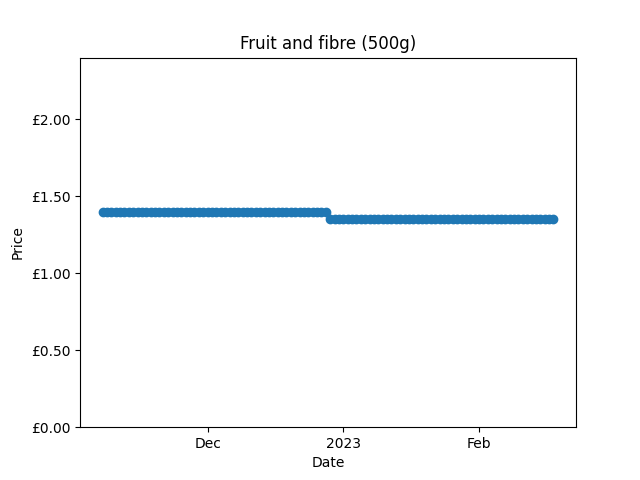 Fruit and fibre (500g)
£2.00
£1.50
£1.00
£0.50
£0.00
Price
Dec
2023
Feb
Date